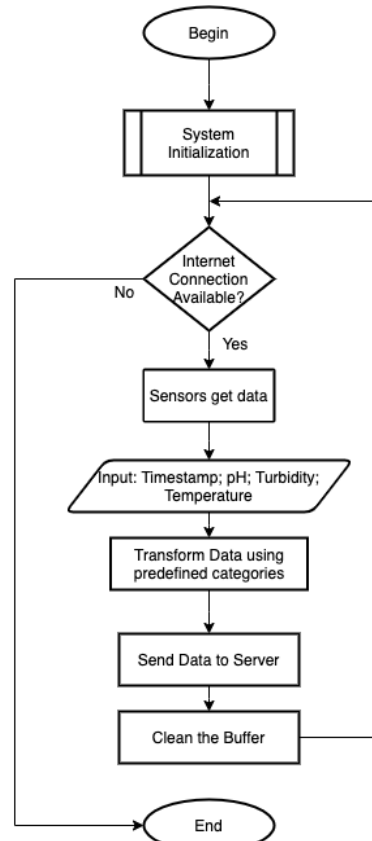 Begin
System
Initialization
Internet
Connection
Available?
No
Yes
Sensors get data
Input: Timestamp; pH; Turbidity;
Temperature
Transform Data using
predefined categories
Send Data to Server
Clean the Buffer
End